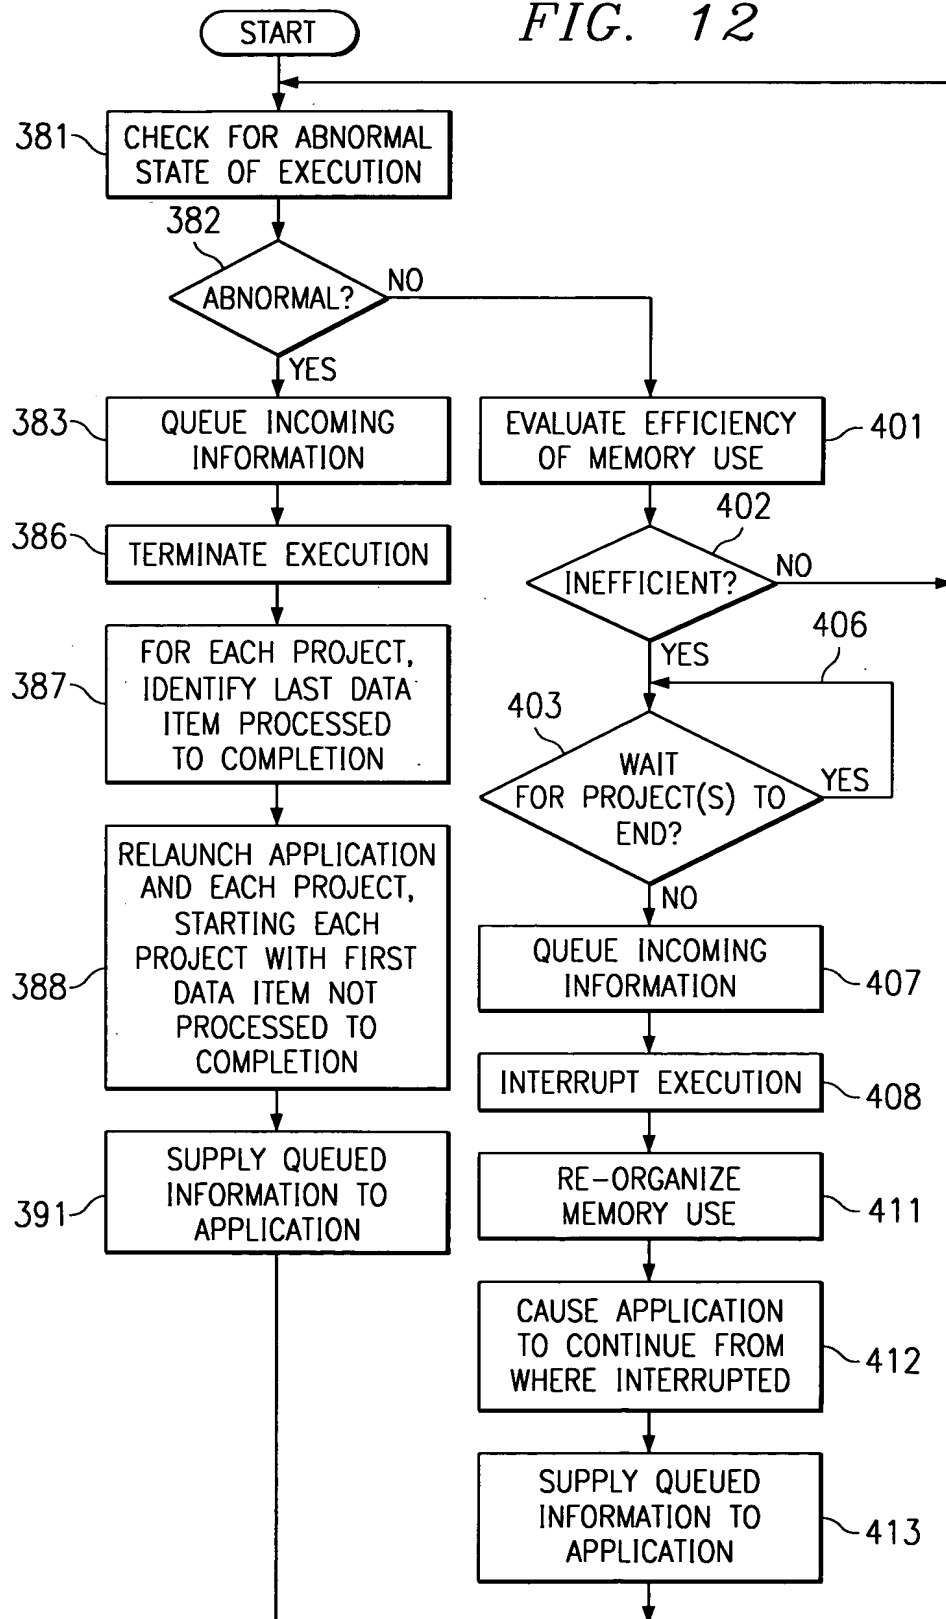 FIG. 12
START
381
CHECK FOR ABNORMAL
STATE OF EXECUTION
382
ABNORMAL?
NO
YES
383
QUEUE INCOMING
INFORMATION
386
TERMINATE EXECUTION
387
FOR EACH PROJECT,
IDENTIFY LAST DATA
ITEM PROCESSED
TO COMPLETION
388
RELAUNCH APPLICATION
AND EACH PROJECT,
STARTING EACH
PROJECT WITH FIRST
DATA ITEM NOT
PROCESSED TO
COMPLETION
391
SUPPLY QUEUED
INFORMATION TO
APPLICATION
EVALUATE EFFICIENCY
OF MEMORY USE
401
402
INEFFICIENT?
NO
YES
406
403
WAIT
FOR PROJECT(S) TO
END?
YES
NO
QUEUE INCOMING
INFORMATION
407
INTERRUPT EXECUTION
408
RE-ORGANIZE
MEMORY USE
411
CAUSE APPLICATION
TO CONTINUE FROM
WHERE INTERRUPTED
412
SUPPLY QUEUED
INFORMATION TO
APPLICATION
413